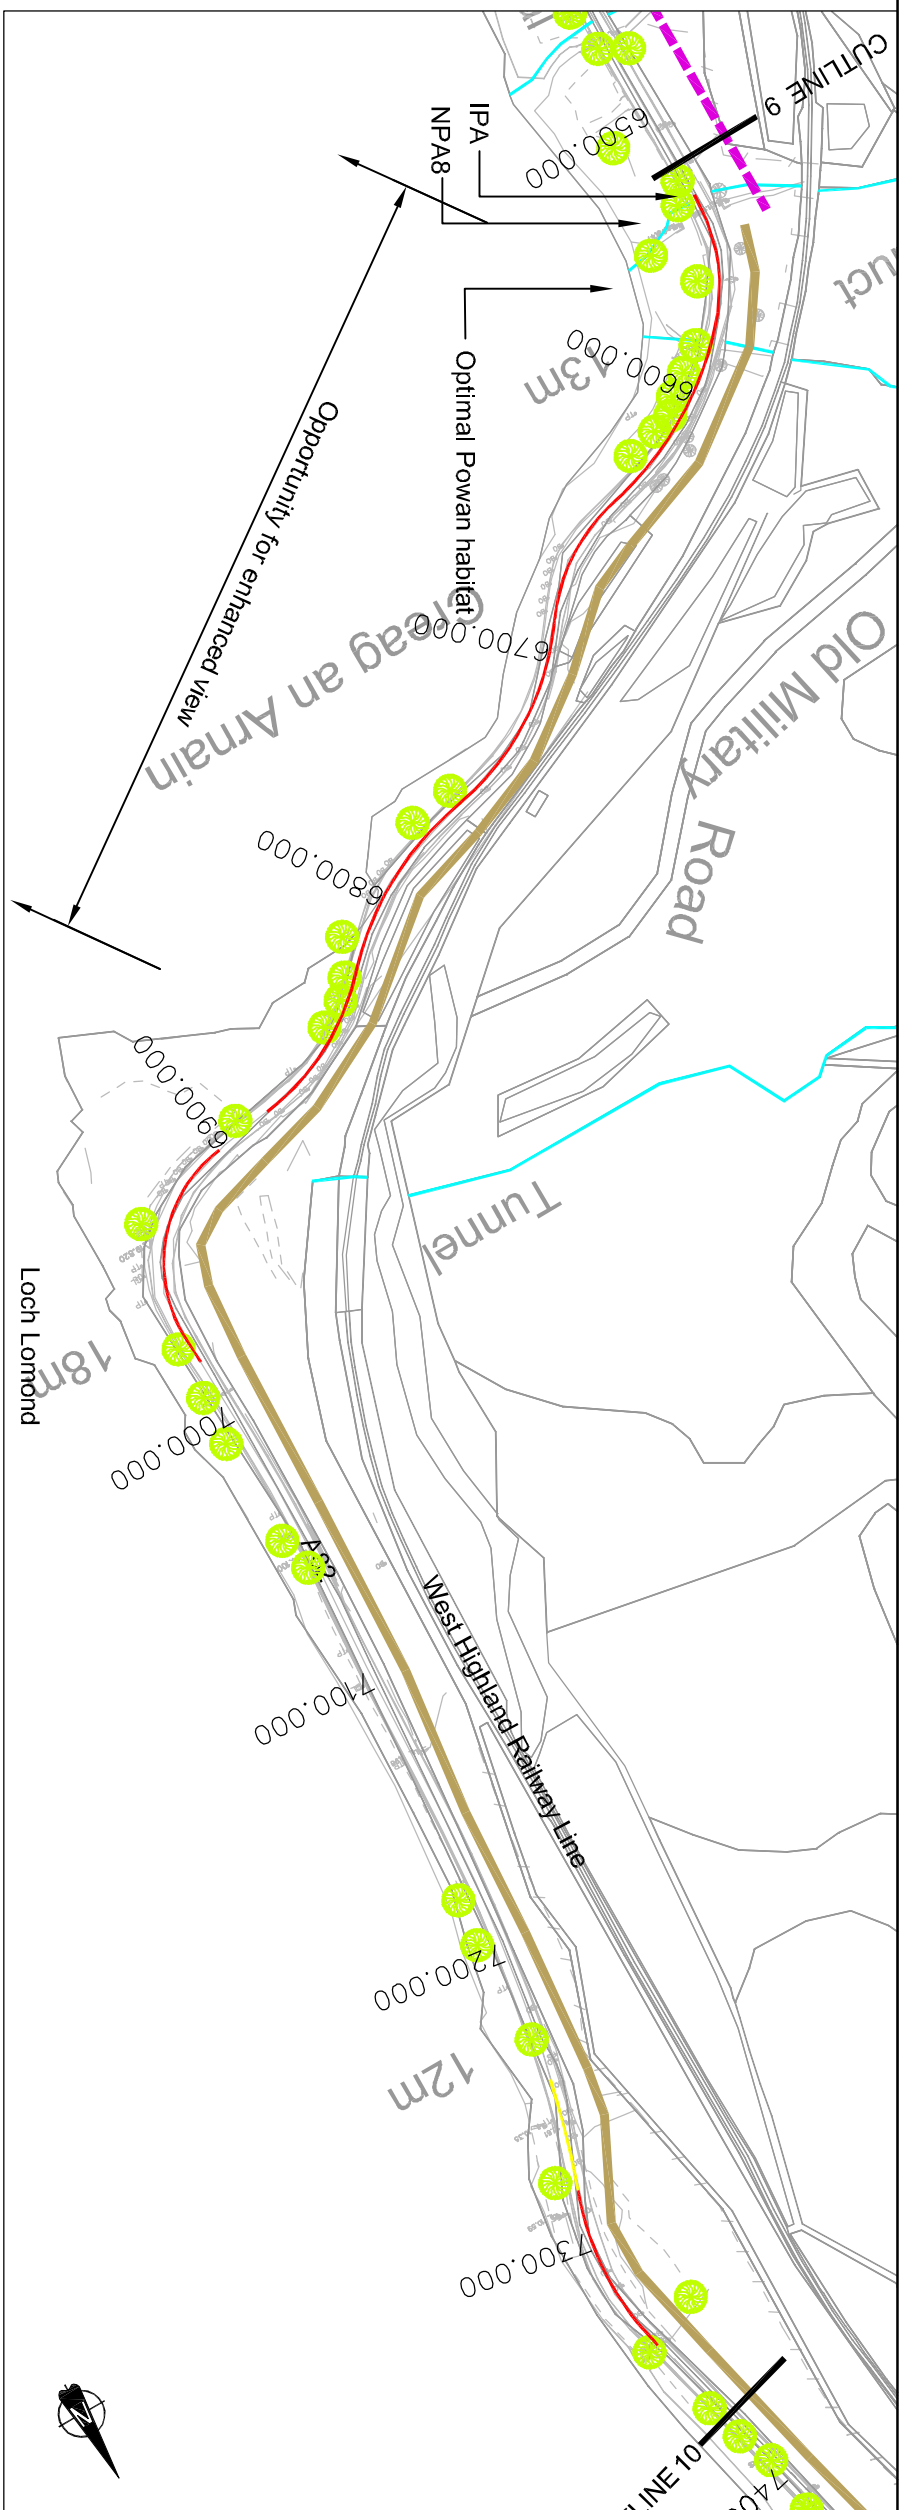 CUTLINE 9
6500.000
IPA
NPA8
Optimal Powan habitat
6600.000
13m
Opportunity for enhanced view
6700.000
Creag an Arnain
Old Military
Road
6800.000
6900.000
Tunnel
Loch Lomond
18m
7000.000
A82
West Highland Railway Line
7100.000
7200.000
12m
7300.000
LINE 10
N